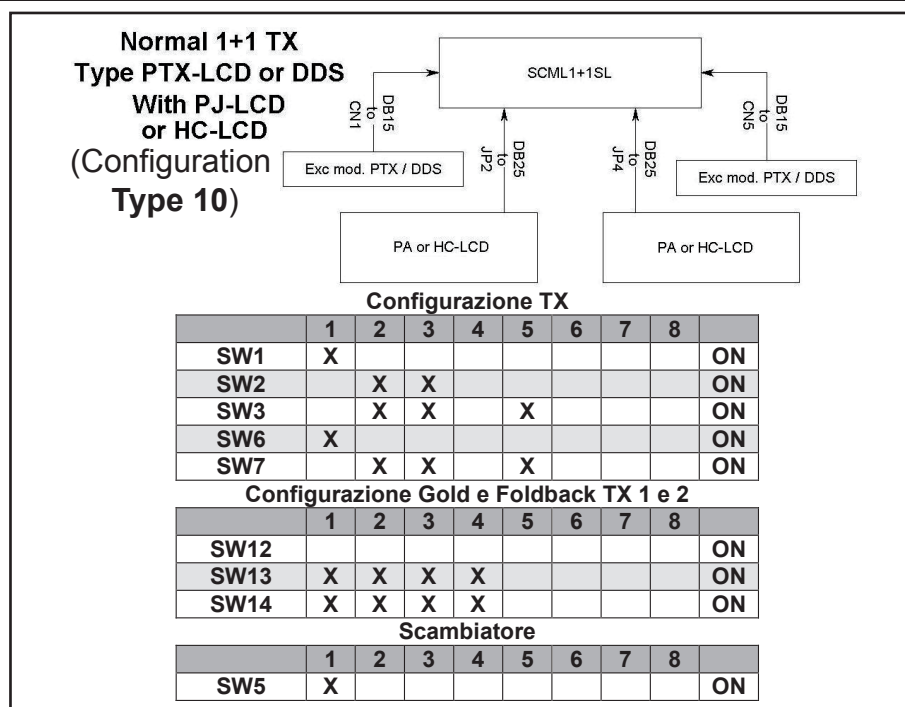 Normal 1+1 TX
Type PTX-LCD or DDS
With PJ-LCD
or HC-LCD
(Configuration
Type 10)
SCML1+1SL
DB15
to
CN1
DB25
to
JP2
DB25
to
JP4
DB15
to
CN5
Exc mod. PTX / DDS
Exc mod. PTX / DDS
PA or HC-LCD
PA or HC-LCD
Configurazione TX
1 2 3 4 5 6 7 8
SW1 X ON
SW2 X X ON
SW3 X X X ON
SW6 X ON
SW7 X X X ON
Configurazione Gold e Foldback TX 1 e 2
1 2 3 4 5 6 7 8
SW12 ON
SW13 X X X X ON
SW14 X X X X ON
Scambiatore
1 2 3 4 5 6 7 8
SW5 X ON